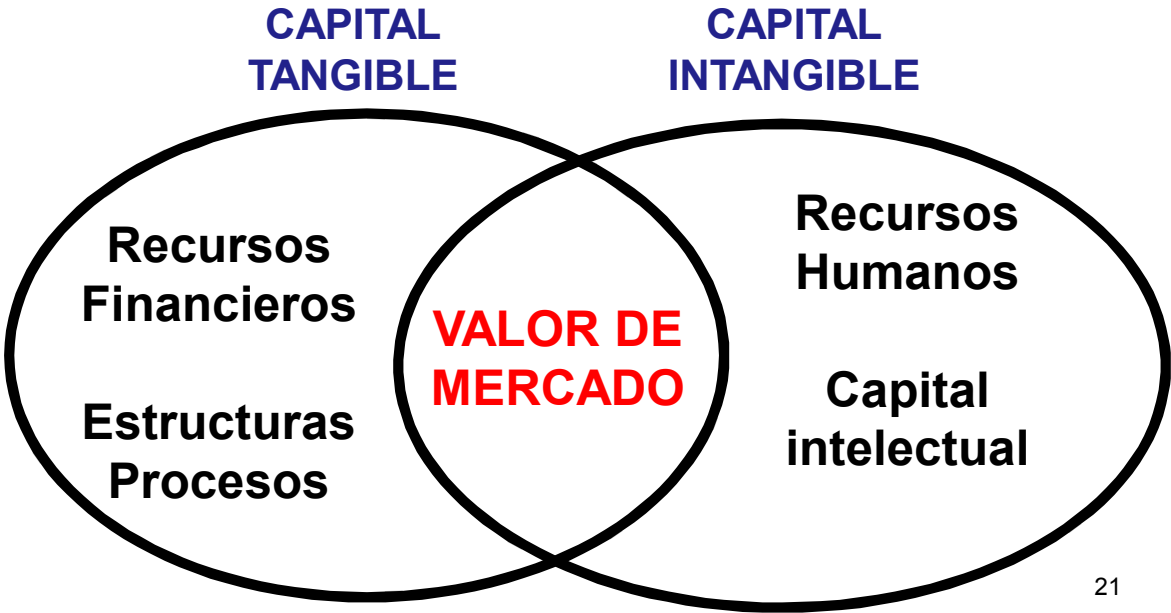 CAPITAL
TANGIBLE
CAPITAL
INTANGIBLE
Recursos
Financieros
Estructuras
Procesos
VALOR DE
MERCADO
Recursos
Humanos
Capital
intelectual
21